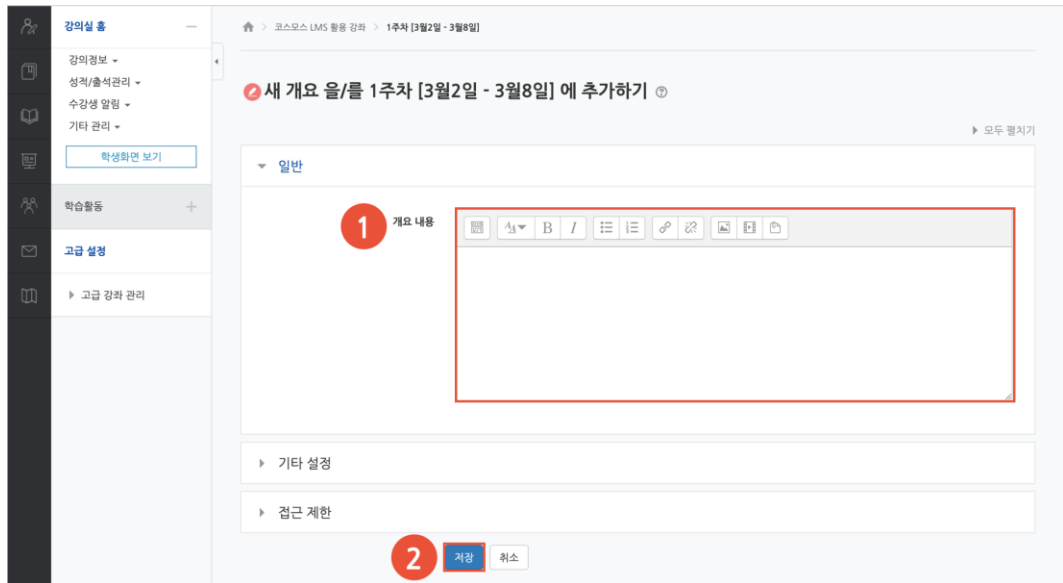 강의실 홈
강의정보
성적/출석관리
수강생 알림
기타 관리
학생화면 보기
학습활동
고급 설정
고급 강좌 관리
코스모스 LMS 활용 강좌 > 1주차 [3월2일 - 3월8일]
새 개요 을/를 1주차 [3월2일 - 3월8일] 에 추가하기
모두 펼치기
일반
1
개요 내용
B I
기타 설정
접근 제한
2
저장
취소